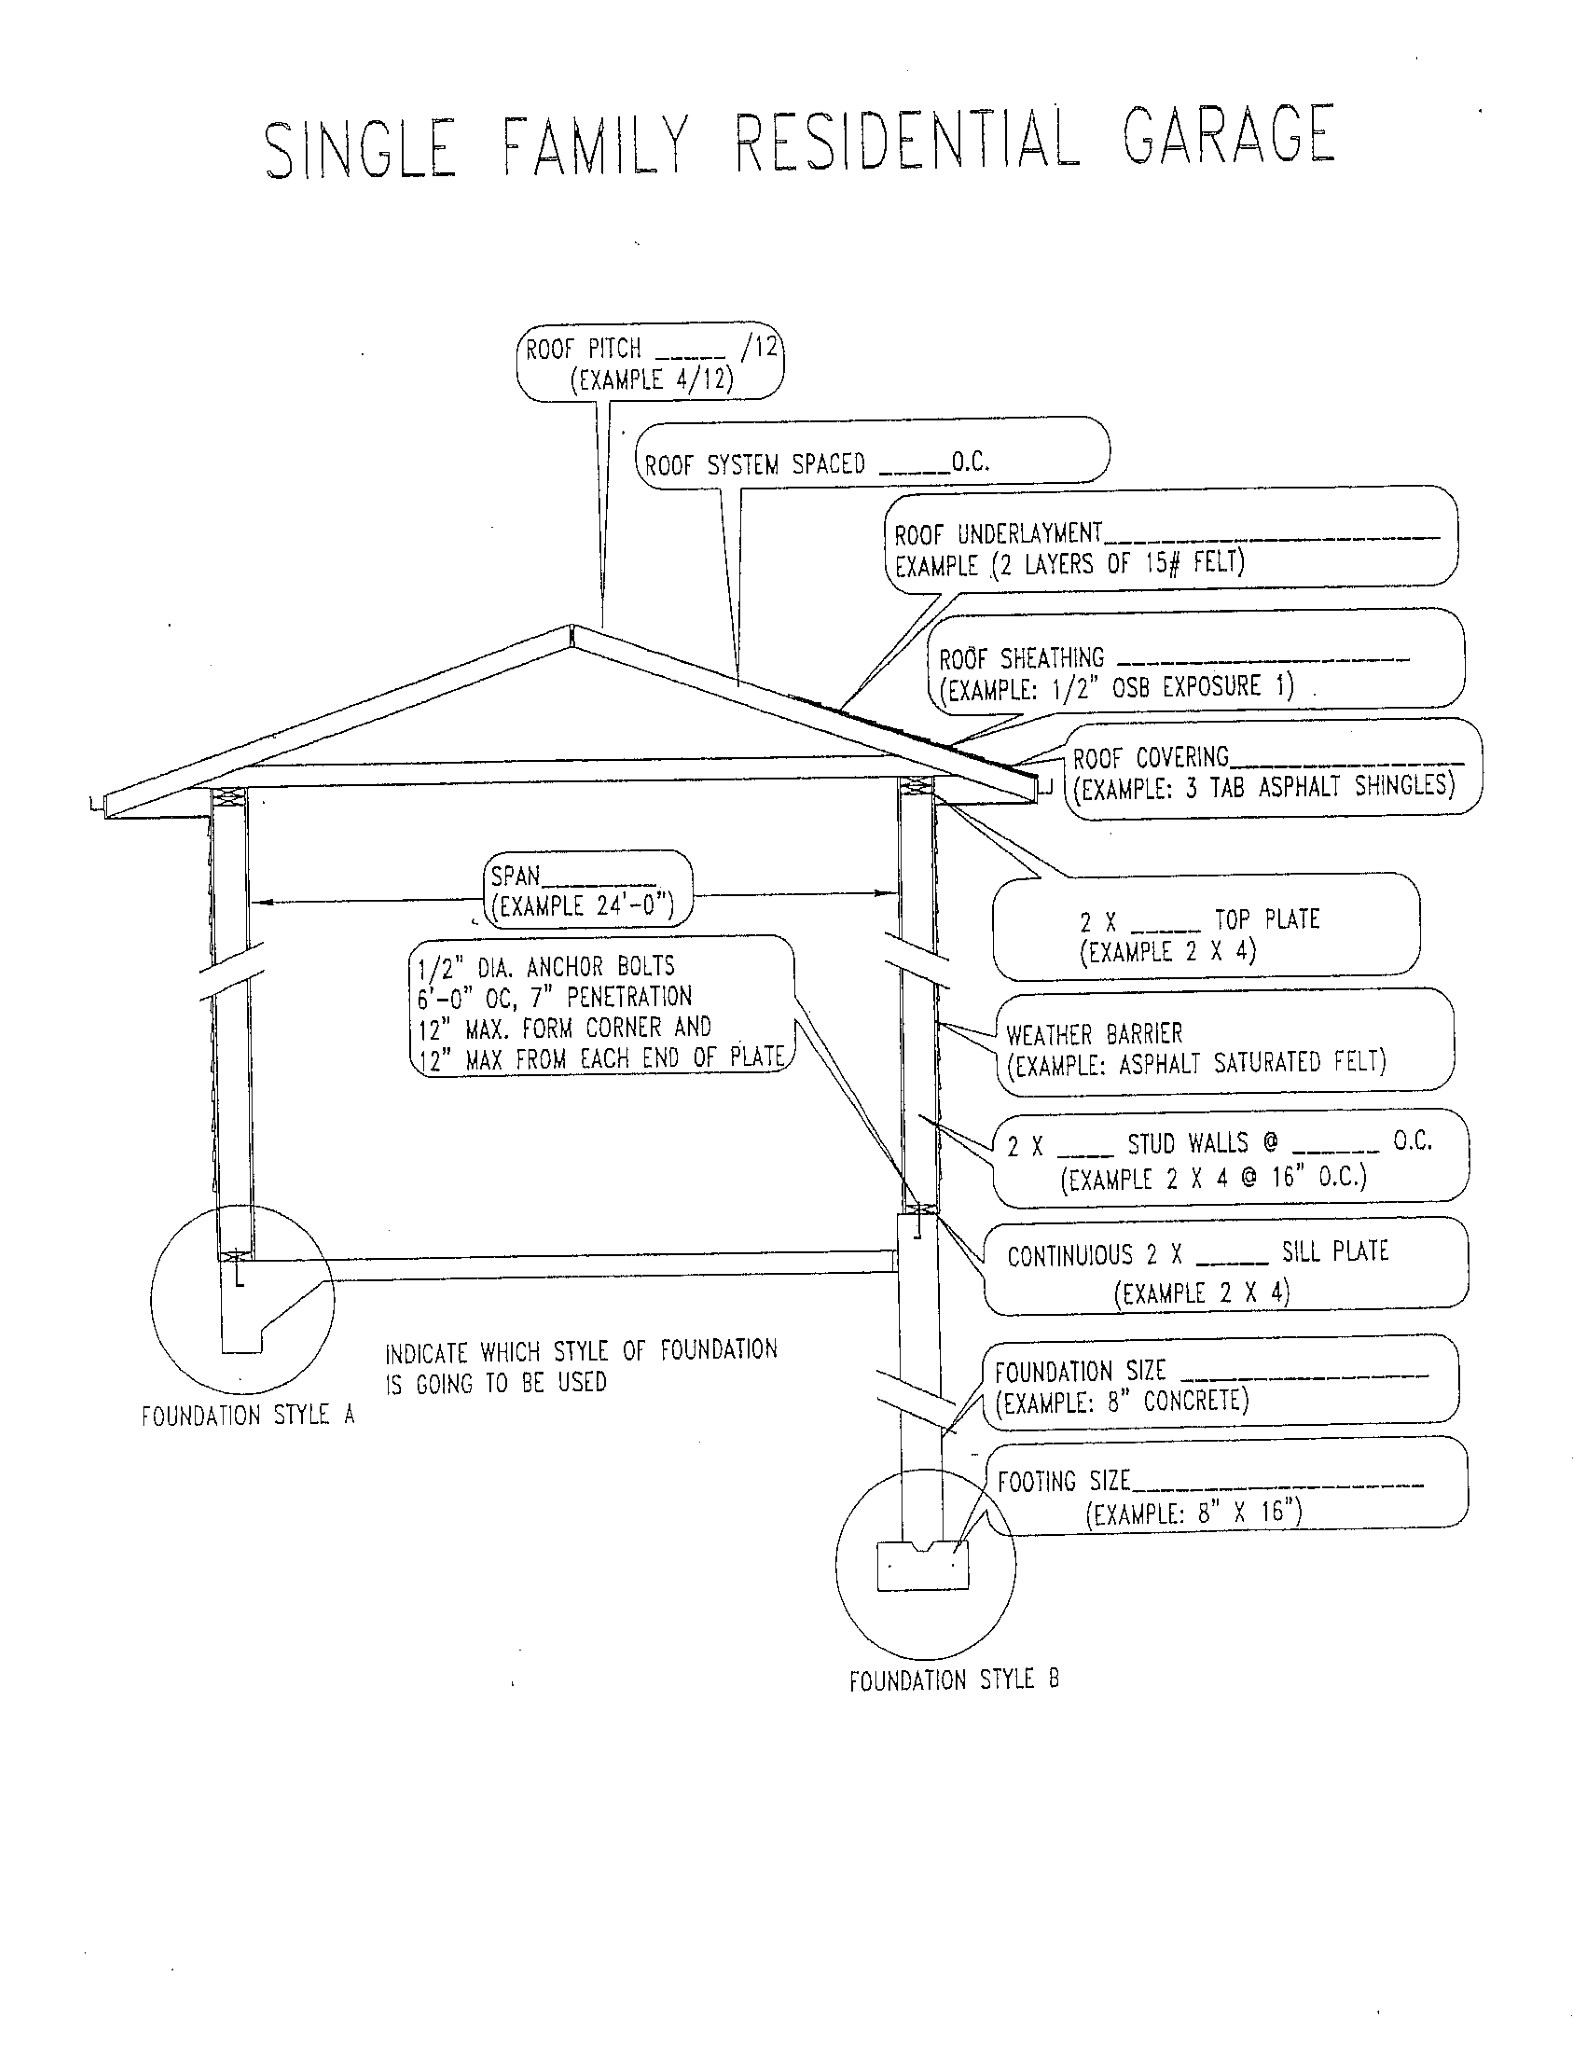 SINGLE FAMILY RESIDENTIAL GARAGE
ROOF PITCH _____ /12
(EXAMPLE 4/12)
ROOF SYSTEM SPACED _____O.C.
ROOF UNDERLAYMENT________________________
EXAMPLE (2 LAYERS OF 15# FELT)
ROOF SHEATHING _____________________
(EXAMPLE: 1/2" OSB EXPOSURE 1)
ROOF COVERING_________________
(EXAMPLE: 3 TAB ASPHALT SHINGLES)
SPAN________
(EXAMPLE 24'-0")
2 X _____ TOP PLATE
(EXAMPLE 2 X 4)
1/2" DIA. ANCHOR BOLTS
6'-0" OC, 7" PENETRATION
12" MAX. FORM CORNER AND
12" MAX FROM EACH END OF PLATE
WEATHER BARRIER
(EXAMPLE: ASPHALT SATURATED FELT)
2 X ____ STUD WALLS @ ______ O.C.
(EXAMPLE 2 X 4 @ 16" O.C.)
CONTINUIOUS 2 X _____ SILL PLATE
(EXAMPLE 2 X 4)
INDICATE WHICH STYLE OF FOUNDATION
IS GOING TO BE USED
FOUNDATION STYLE A
FOUNDATION SIZE __________________
(EXAMPLE: 8" CONCRETE)
FOOTING SIZE_____________________
(EXAMPLE: 8" X 16")
FOUNDATION STYLE B